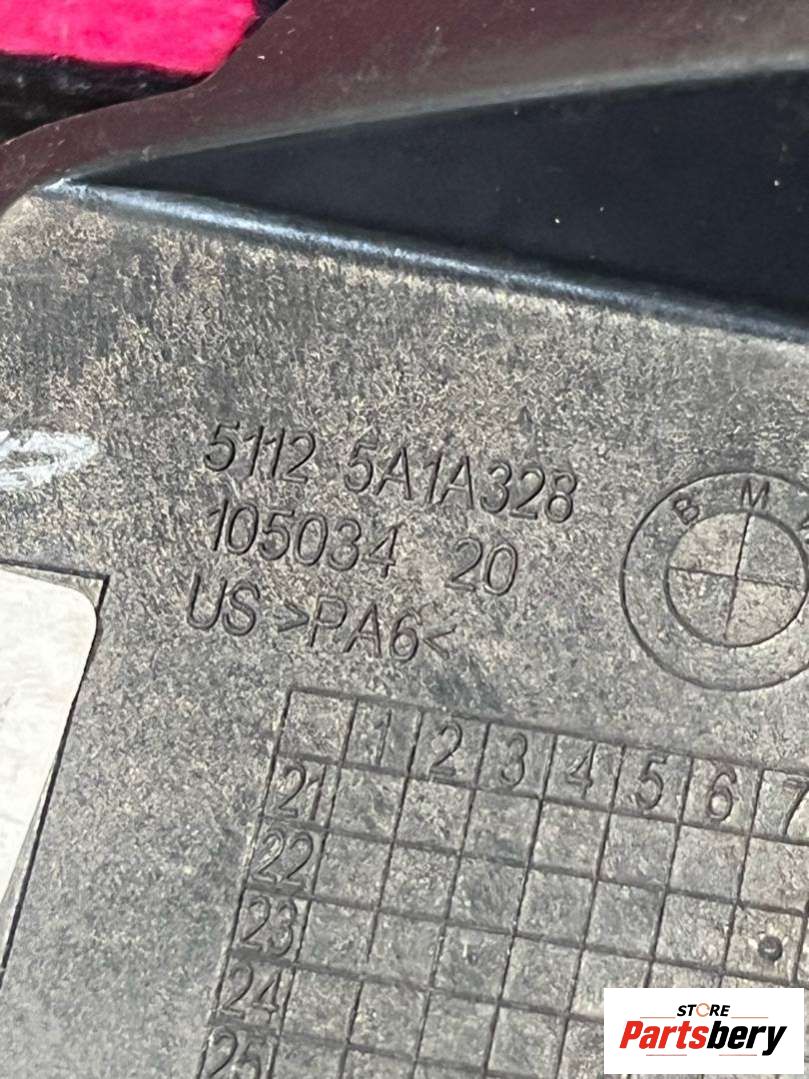 5112 5A1A328
105034 20
US >PA6<
B M
1 2 3 4 5 6 7
21
22
23
24
25
STORE
Partsbery